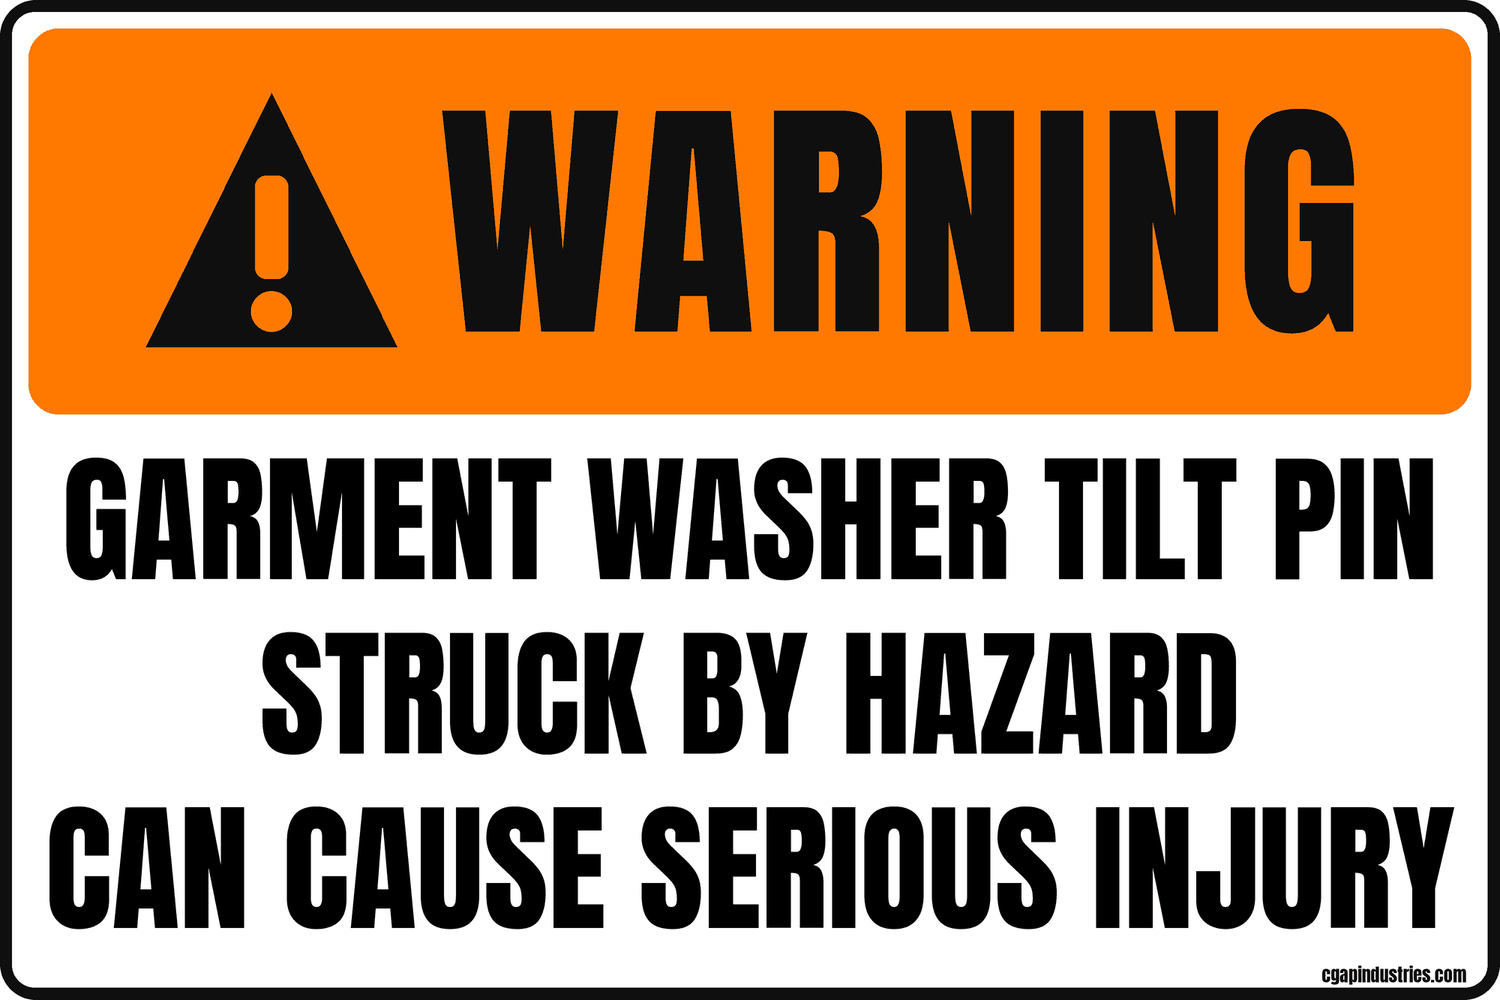 WARNING
GARMENT WASHER TILT PIN
STRUCK BY HAZARD
CAN CAUSE SERIOUS INJURY
cgapindustries.com